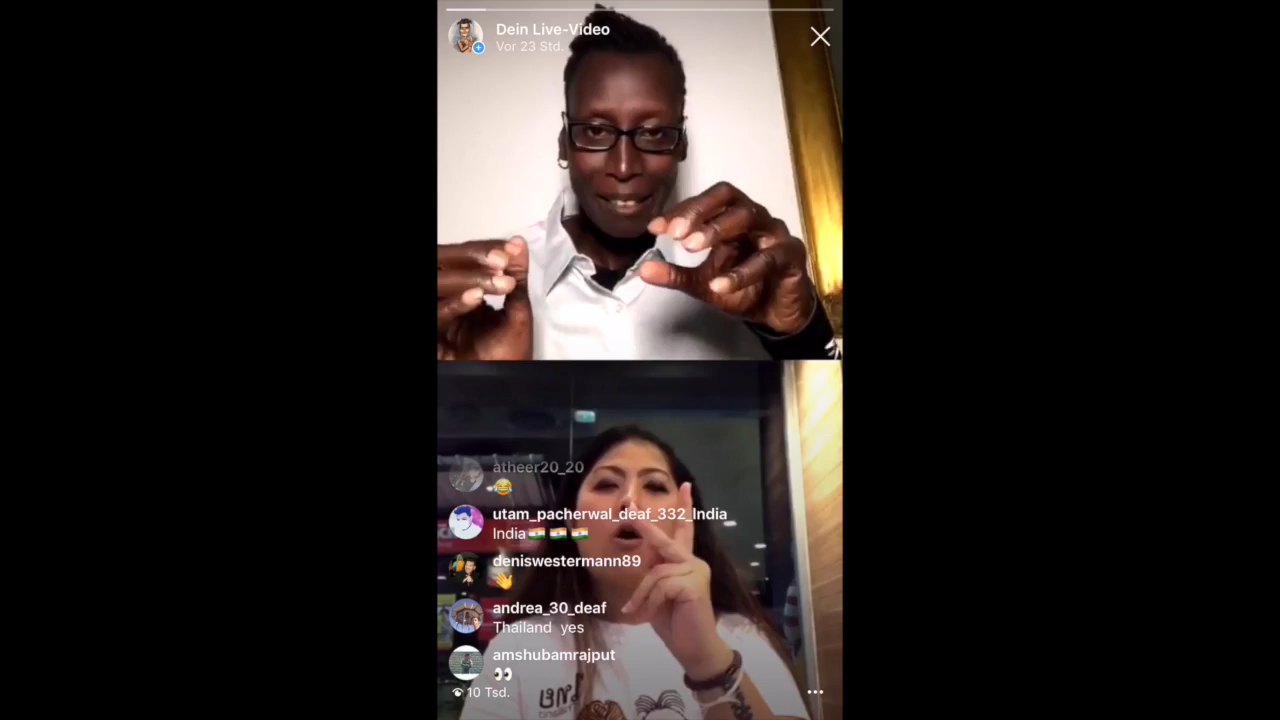 Dein Live-Video
Vor 23 Std.
atheer20_20
😂
utam_pacherwal_deaf_332_India
India🇮🇳 🇮🇳 🇮🇳
deniswestermann89
👋
andrea_30_deaf
Thailand yes
amshubamrajput
👀
10 Tsd.